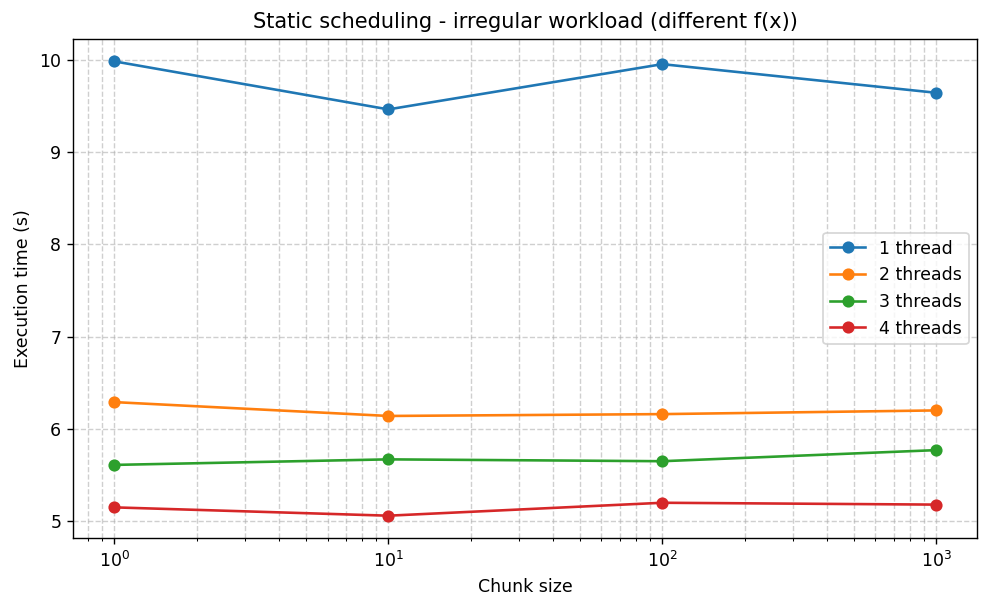 Static scheduling - irregular workload (different f(x))
Execution time (s)
10
9
8
7
6
5
1 thread
2 threads
3 threads
4 threads
10⁰
10¹
10²
10³
Chunk size